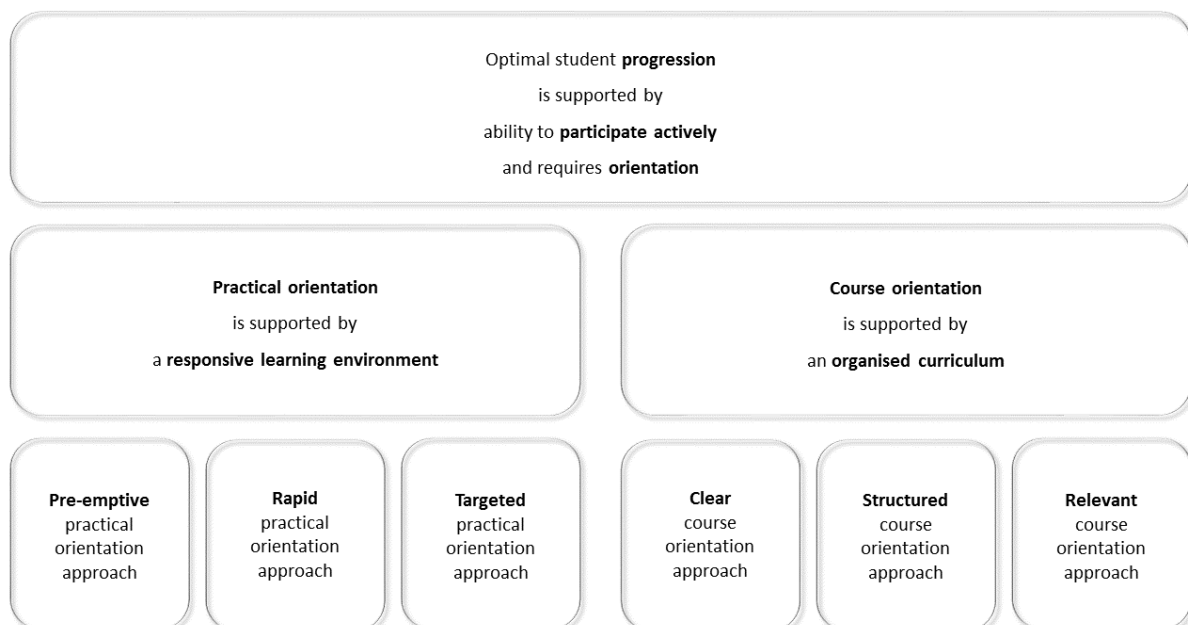 Optimal student progression
is supported by
ability to participate actively
and requires orientation
Practical orientation
is supported by
a responsive learning environment
Course orientation
is supported by
an organised curriculum
Pre-emptive
practical
orientation
approach
Rapid
practical
orientation
approach
Targeted
practical
orientation
approach
Clear
course
orientation
approach
Structured
course
orientation
approach
Relevant
course
orientation
approach